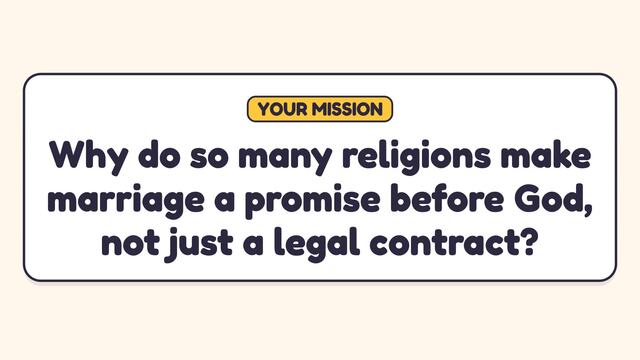 YOUR MISSION
Why do so many religions make
marriage a promise before God,
not just a legal contract?